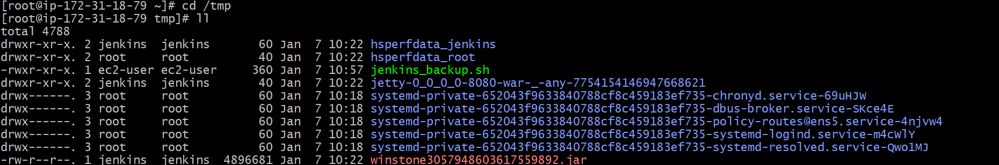 [root@ip-172-31-18-79 ~]# cd /tmp
[root@ip-172-31-18-79 tmp]# ll
total 4788
drwxr-xr-x. 2 jenkins  jenkins       60 Jan  7 10:22 hsperfdata_jenkins
drwxr-xr-x. 2 root     root          40 Jan  7 10:22 hsperfdata_root
-rwxr-xr-x. 1 ec2-user ec2-user     360 Jan  7 10:57 jenkins_backup.sh
drwxr-xr-x. 2 jenkins  jenkins       40 Jan  7 10:22 jetty-0_0_0_0-8080-war-_-any-7754154146947668621
drwx------. 3 root     root          60 Jan  7 10:18 systemd-private-652043f9633840788cf8c459183ef735-chronyd.service-69uHJW
drwx------. 3 root     root          60 Jan  7 10:18 systemd-private-652043f9633840788cf8c459183ef735-dbus-broker.service-SKce4E
drwx------. 3 root     root          60 Jan  7 10:18 systemd-private-652043f9633840788cf8c459183ef735-policy-routes@ens5.service-4njvw4
drwx------. 3 root     root          60 Jan  7 10:18 systemd-private-652043f9633840788cf8c459183ef735-systemd-logind.service-m4cWlY
drwx------. 3 root     root          60 Jan  7 10:18 systemd-private-652043f9633840788cf8c459183ef735-systemd-resolved.service-Qwo1MJ
-rw-r--r--. 1 jenkins  jenkins  4896681 Jan  7 10:22 winstone3057948603617559892.jar